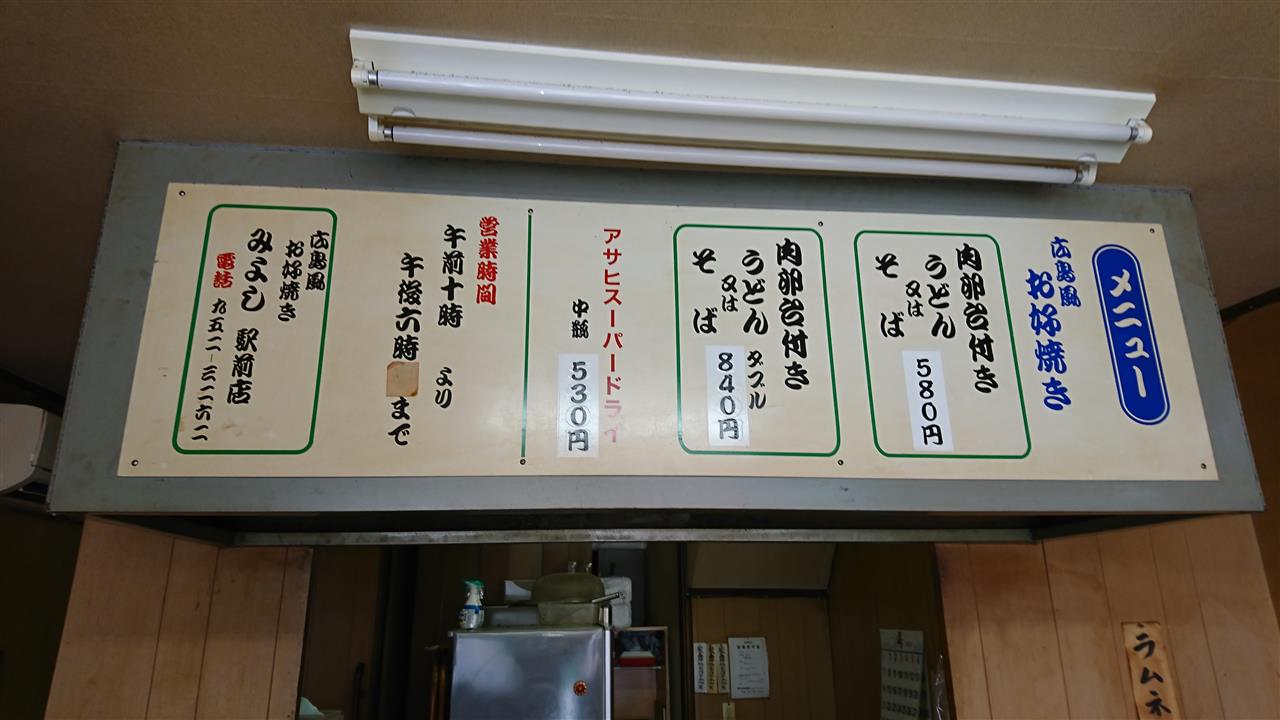 メニュー
広島風
お好焼き
肉卵台付き
うどん
又は
そば
580円
肉卵台付き
うどん ダブル
又は
そば
840円
アサヒスーパードライ
中瓶 530円
営業時間
午前十時 より
午後六時 まで
広島風
お好焼き
みよし 駅前店
電話 九五二-三二六二
ラムネ